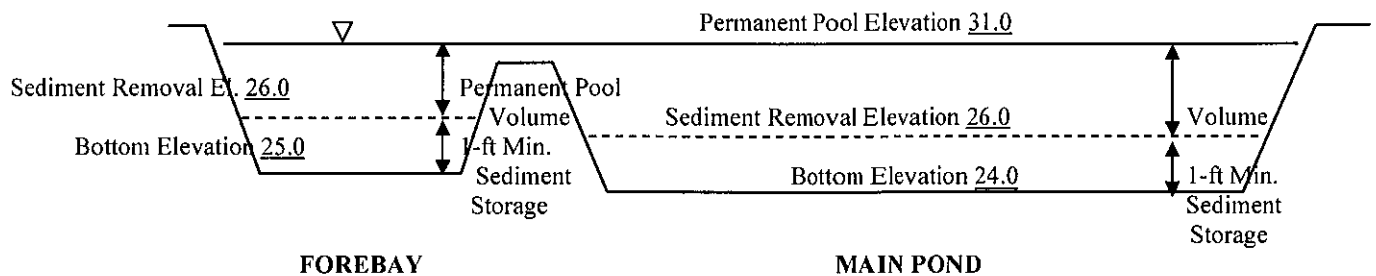 Permanent Pool Elevation 31.0
Sediment Removal El. 26.0
Permanent Pool
Volume
Sediment Removal Elevation 26.0
Volume
Bottom Elevation 25.0
1-ft Min.
Sediment
Storage
Bottom Elevation 24.0
1-ft Min.
Sediment
Storage
FOREBAY
MAIN POND